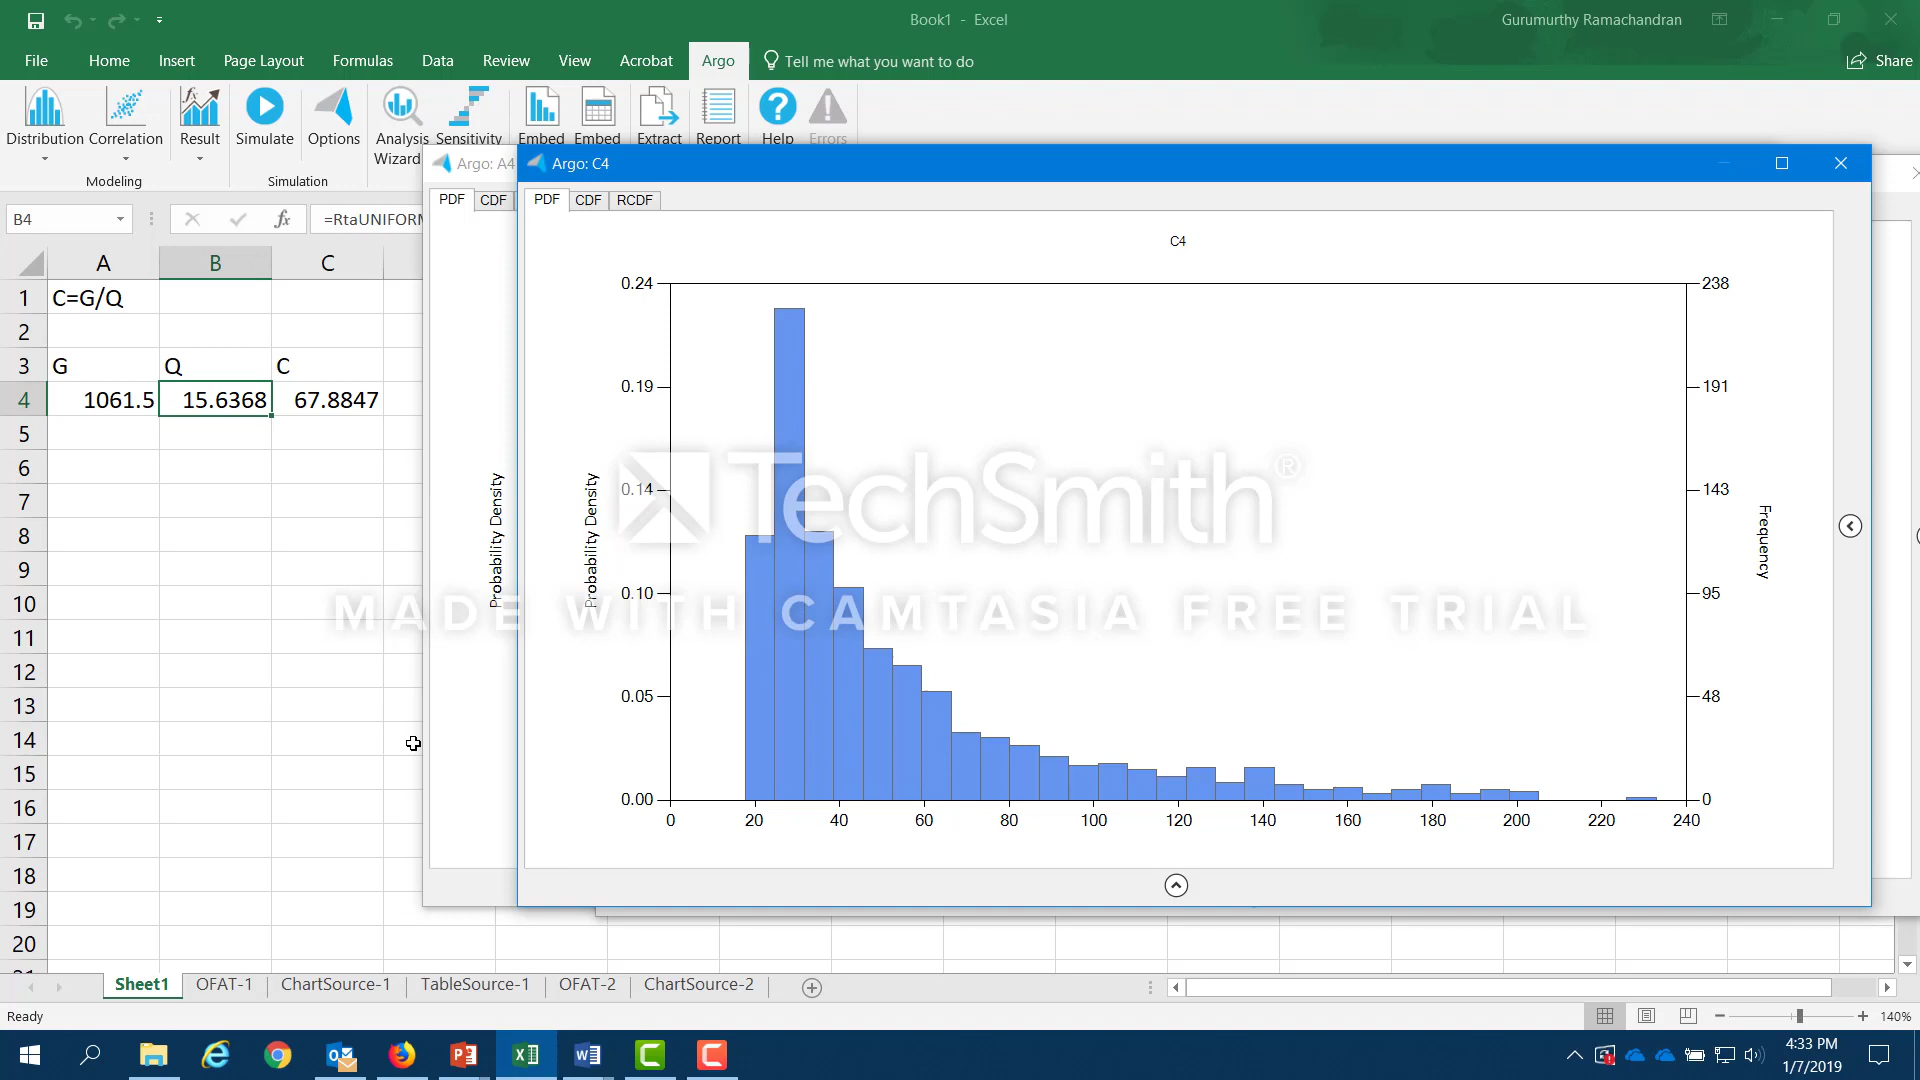 Book1 - Excel
Gurumurthy Ramachandran
File Home Insert Page Layout Formulas Data Review View Acrobat Argo Tell me what you want to do Share
Distribution Correlation Result Simulate Options Analysis Wizard Sensitivity Embed Embed Extract Report Help Errors
Modeling Simulation
Argo: A4 Argo: C4
B4 fx =RtaUNIFORM
PDF CDF
PDF CDF RCDF
A B C
1 C=G/Q
2
3 G Q C
4 1061.5 15.6368 67.8847
5
6
7
8
9
10
11
12
13
14
15
16
17
18
19
20
C4
0.24 238
0.19 191
0.14 143
0.10 95
0.05 48
0.00 0
0 20 40 60 80 100 120 140 160 180 200 220 240
Probability Density
Probability Density
Frequency
TechSmith®
MADE WITH CAMTASIA FREE TRIAL
Sheet1 OFAT-1 ChartSource-1 TableSource-1 OFAT-2 ChartSource-2
Ready 140%
4:33 PM
1/7/2019